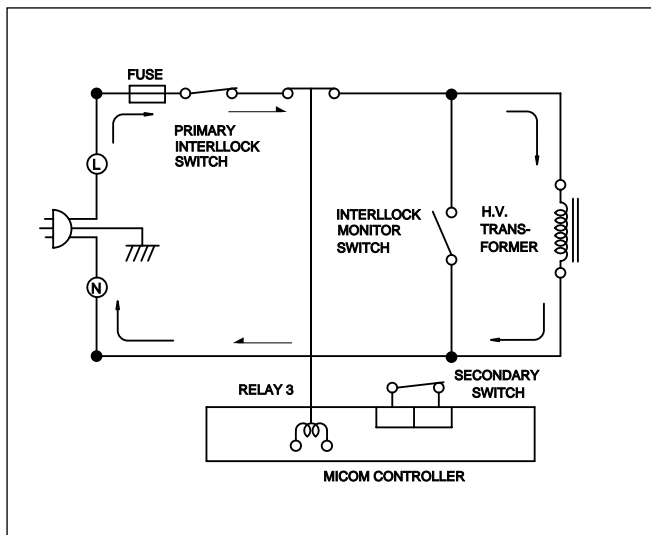 FUSE
PRIMARY
INTERLLOCK
SWITCH
L
INTERLLOCK
MONITOR
SWITCH
H.V.
TRANS-
FORMER
N
RELAY 3
SECONDARY
SWITCH
MICOM CONTROLLER